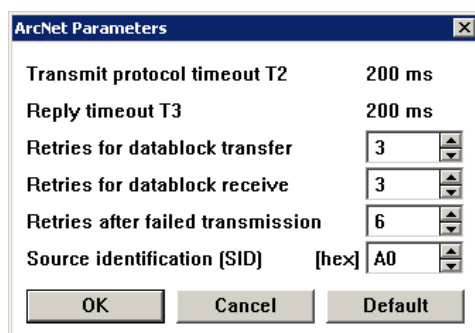 ArcNet Parameters
Transmit protocol timeout T2 200 ms
Reply timeout T3 200 ms
Retries for datablock transfer 3
Retries for datablock receive 3
Retries after failed transmission 6
Source identification (SID) [hex] A0
OK Cancel Default